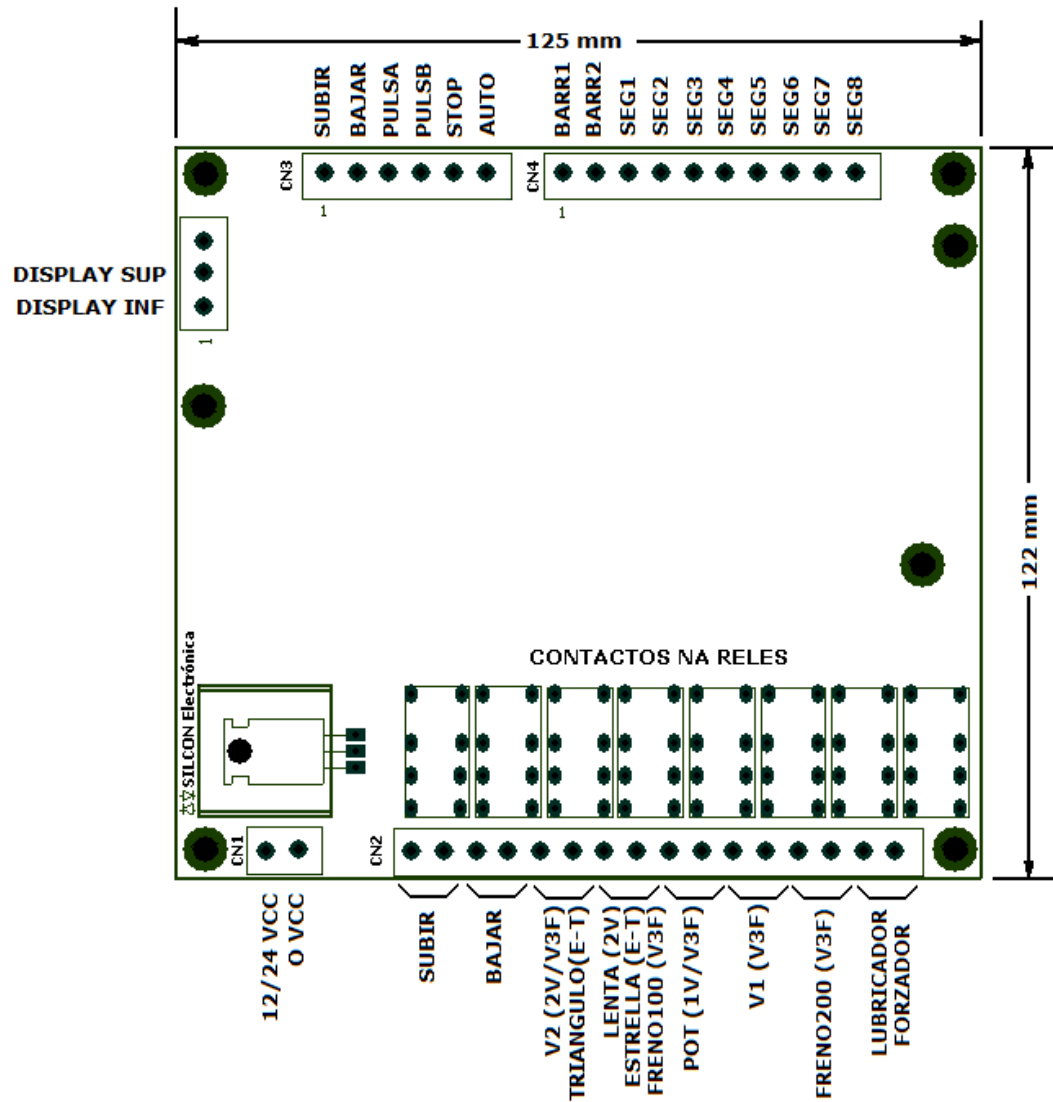 125 mm
SUBIR
BAJAR
PULSA
PULSB
STOP
AUTO
BARR1
BARR2
SEG1
SEG2
SEG3
SEG4
SEG5
SEG6
SEG7
SEG8
CN3
1
CN4
1
DISPLAY SUP
DISPLAY INF
1
122 mm
SILCON Electrónica
CONTACTOS NA RELES
CN1
CN2
12/24 VCC
O VCC
SUBIR
BAJAR
V2 (2V/V3F)
TRIANGULO(E-T)
LENTA (2V)
ESTRELLA (E-T)
FRENO100 (V3F)
POT (1V/V3F)
V1 (V3F)
FRENO200 (V3F)
LUBRICADOR
FORZADOR